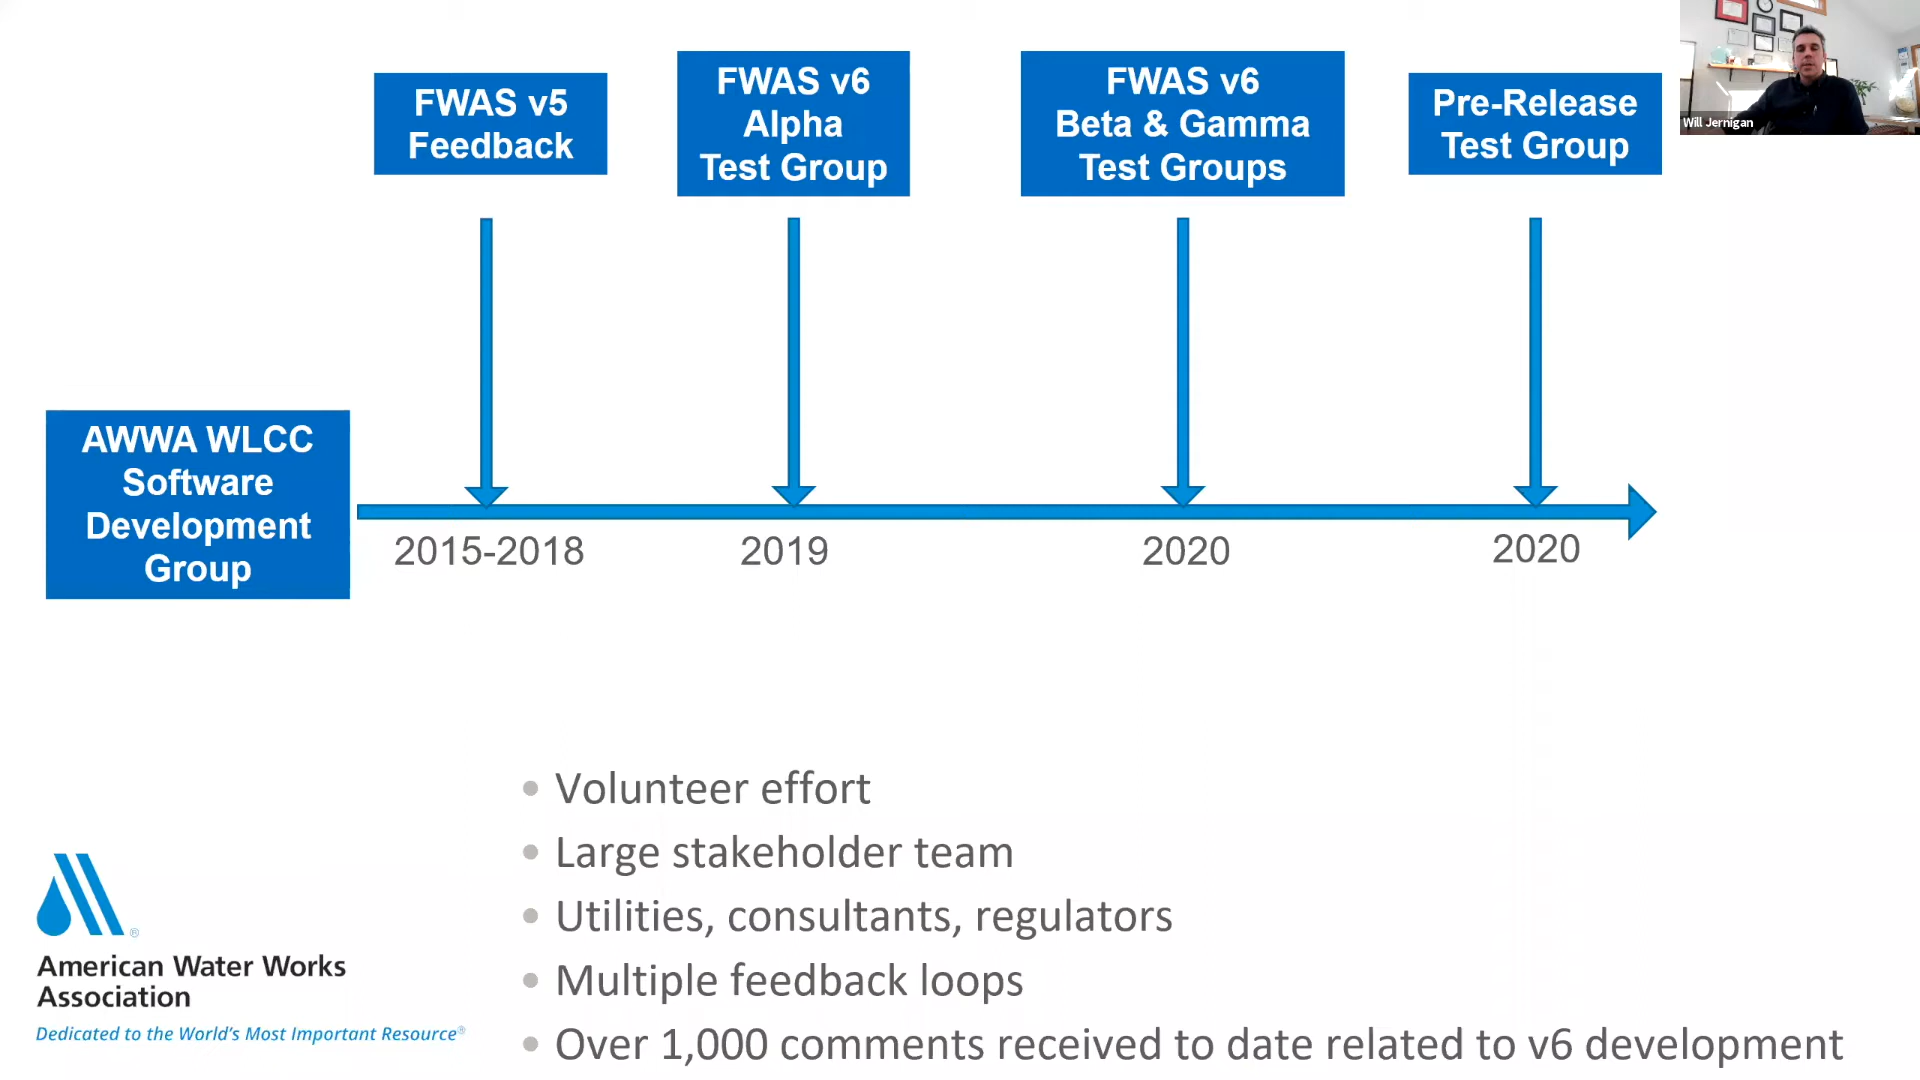 FWAS v5
Feedback
FWAS v6
Alpha
Test Group
FWAS v6
Beta & Gamma
Test Groups
Pre-Release
Test Group
Will Jernigan
AWWA WLCC
Software
Development
Group
2015-2018
2019
2020
2020
• Volunteer effort
• Large stakeholder team
• Utilities, consultants, regulators
• Multiple feedback loops
• Over 1,000 comments received to date related to v6 development
®
American Water Works
Association
Dedicated to the World's Most Important Resource®